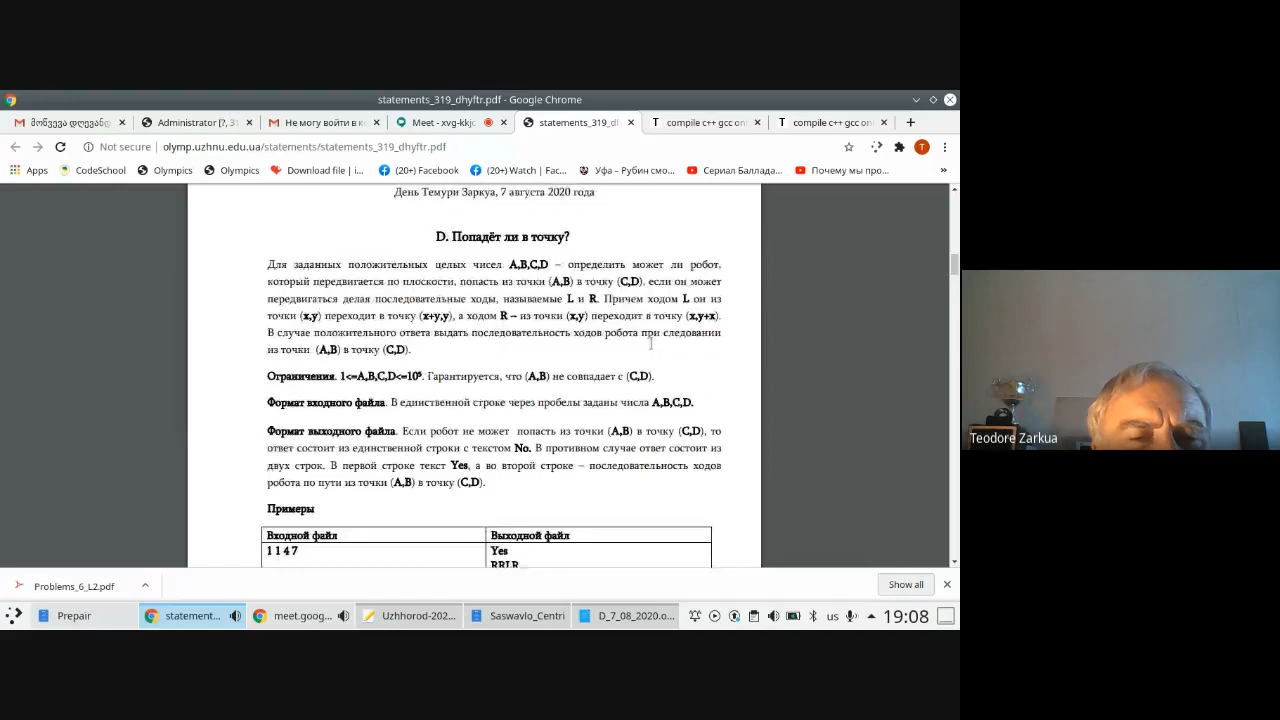 statements_319_dhyftr.pdf - Google Chrome
მოწვევა დღევანდ
Administrator [?, 31
Не могу войти в к
Meet - xvg-kkjc
statements_319_df
compile c++ gcc on
compile c++ gcc on
Not secure
olymp.uzhnu.edu.ua/statements/statements_319_dhyftr.pdf
T
Apps
CodeSchool
Olympics
Olympics
Download file | i...
(20+) Facebook
(20+) Watch | Fac...
Уфа – Рубин смо...
Сериал Баллада...
Почему мы про...
»
День Темури Заркуа, 7 августа 2020 года
D. Попадёт ли в точку?
Для заданных положительных целых чисел A,B,C,D – определить может ли робот,
который передвигается по плоскости, попасть из точки (A,B) в точку (C,D), если он может
передвигаться делая последовательные ходы, называемые L и R. Причем ходом L он из
точки (x,y) переходит в точку (x+y,y), а ходом R – из точки (x,y) переходит в точку (x,y+x).
В случае положительного ответа выдать последовательность ходов робота при следовании
из точки (A,B) в точку (C,D).
Ограничения. 1<=A,B,C,D<=10⁵. Гарантируется, что (A,B) не совпадает с (C,D).
Формат входного файла. В единственной строке через пробелы заданы числа A,B,C,D.
Формат выходного файла. Если робот не может попасть из точки (A,B) в точку (C,D), то
ответ состоит из единственной строки с текстом No. В противном случае ответ состоит из
двух строк. В первой строке текст Yes, а во второй строке – последовательность ходов
робота по пути из точки (A,B) в точку (C,D).
Примеры
Входной файл
Выходной файл
1 1 4 7
Yes
RRLR
Teodore Zarkua
Problems_6_L2.pdf
Show all
Prepair
statement...
meet.goog...
Uzhhorod-202...
Saswavlo_Centri
D_7_08_2020.o...
us
19:08